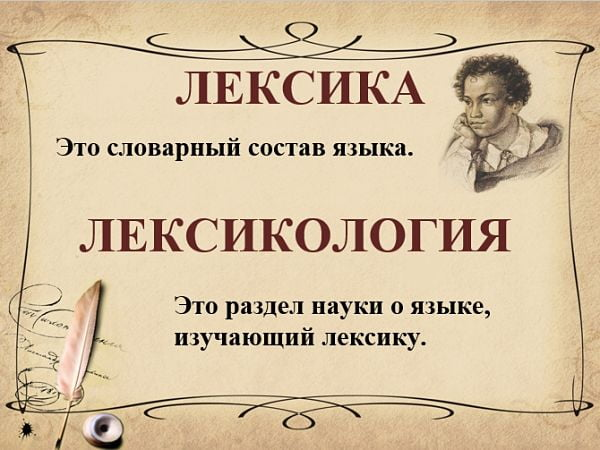 ЛЕКСИКА
Это словарный состав языка.
ЛЕКСИКОЛОГИЯ
Это раздел науки о языке,
изучающий лексику.